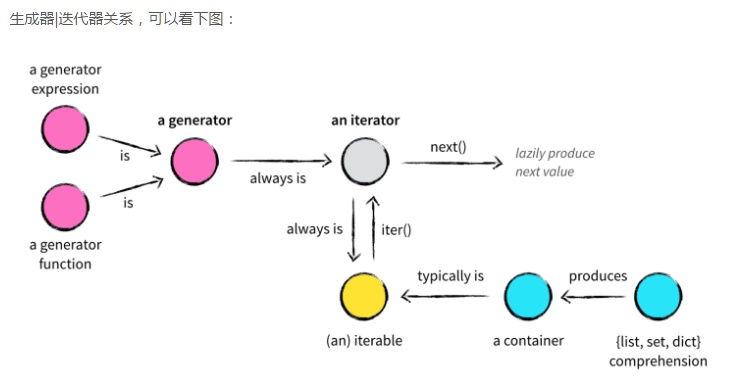 生成器|迭代器关系，可以看下图：
a generator
expression
a generator
an iterator
is
next()
lazily produce
next value
always is
is
a generator
function
always is
iter()
typically is
produces
(an) iterable
a container
{list, set, dict}
comprehension